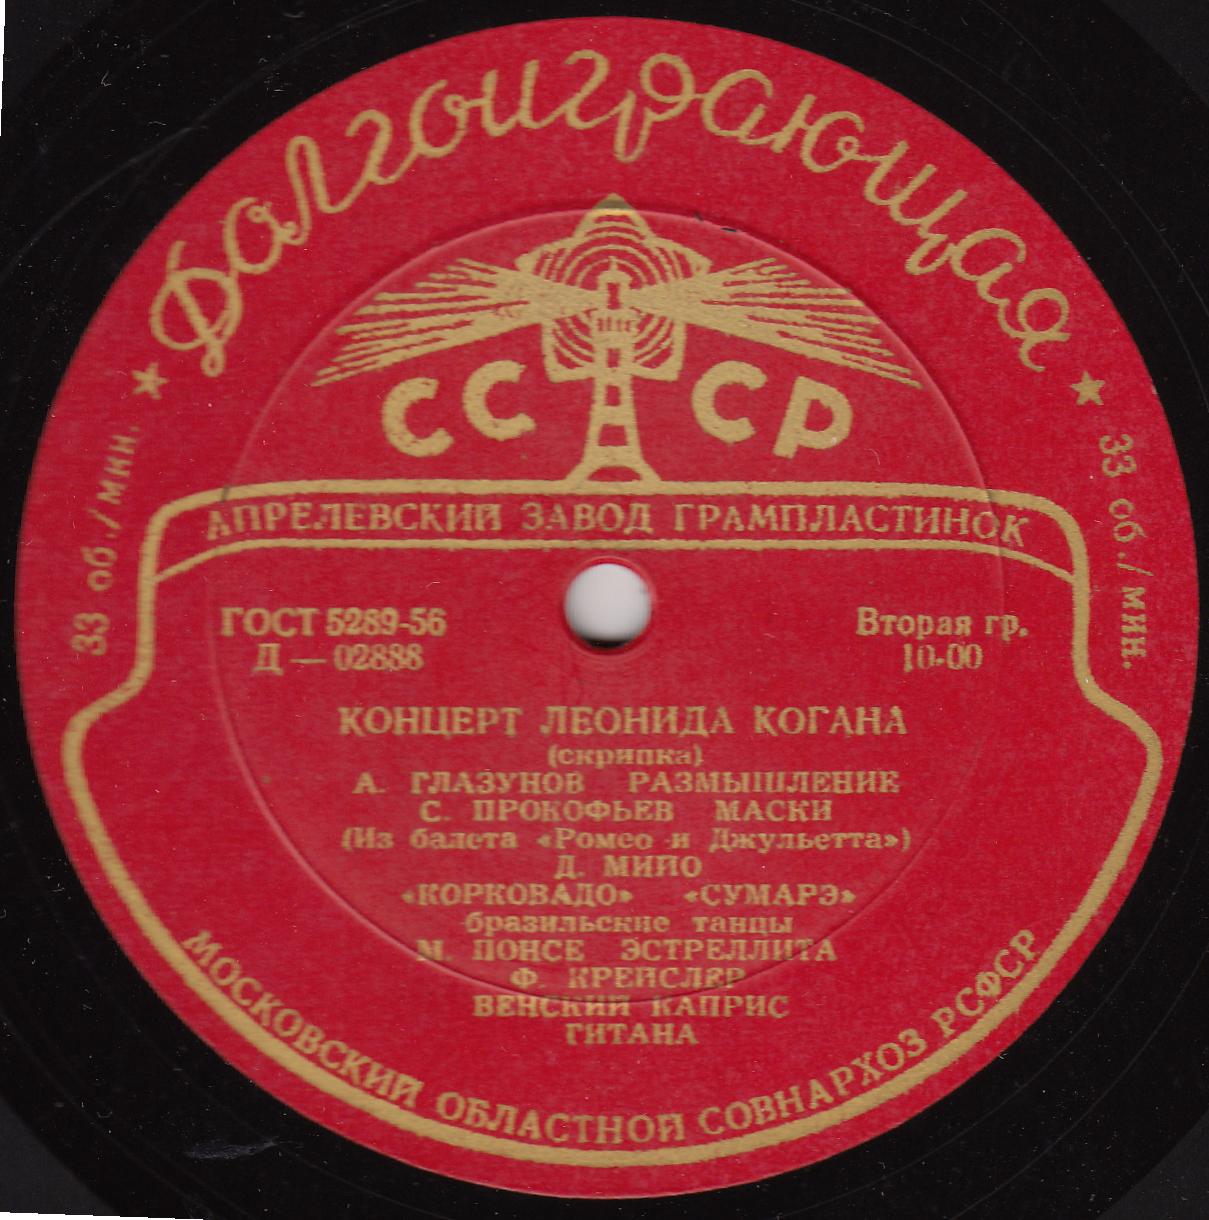 Долгоиграющая
33 об./мин.
33 об./мин.
СССР
АПРЕЛЕВСКИЙ ЗАВОД ГРАМПЛАСТИНОК
ГОСТ 5289-56
Д — 02888
Вторая гр.
10-00
КОНЦЕРТ ЛЕОНИДА КОГАНА
(скрипка)
А. ГЛАЗУНОВ РАЗМЫШЛЕНИЕ
С. ПРОКОФЬЕВ МАСКИ
(Из балета «Ромео и Джульетта»)
Д. МИЙО
«КОРКОВАДО» «СУМАРЭ»
бразильские танцы
М. ПОНСЕ ЭСТРЕЛЛИТА
Ф. КРЕЙСЛЕР
ВЕНСКИЙ КАПРИС
ГИТАНА
МОСКОВСКИЙ ОБЛАСТНОЙ СОВНАРХОЗ РСФСР